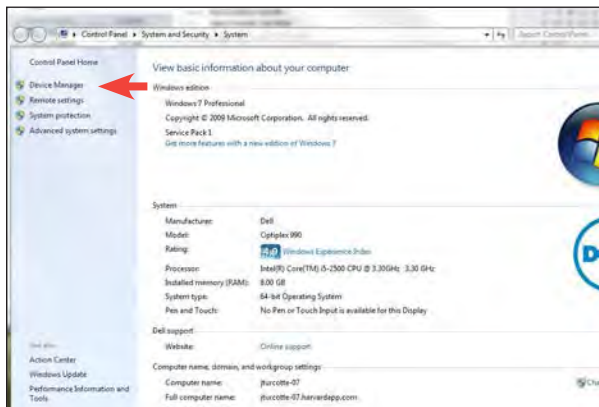 Control Panel ▸ System and Security ▸ System
Search Control Panel
Control Panel Home
Device Manager
Remote settings
System protection
Advanced system settings
View basic information about your computer
Windows edition
Windows 7 Professional
Copyright © 2009 Microsoft Corporation. All rights reserved.
Service Pack 1
Get more features with a new edition of Windows 7
System
Manufacturer: Dell
Model: Optiplex 990
Rating: 4.9 Windows Experience Index
Processor: Intel(R) Core(TM) i5-2500 CPU @ 3.30GHz 3.30 GHz
Installed memory (RAM): 8.00 GB
System type: 64-bit Operating System
Pen and Touch: No Pen or Touch Input is available for this Display
Dell support
Website: Online support
Computer name, domain, and workgroup settings
Computer name: jturcotte-07
Full computer name: jturcotte-07.harvardapp.com
See also
Action Center
Windows Update
Performance Information and
Tools